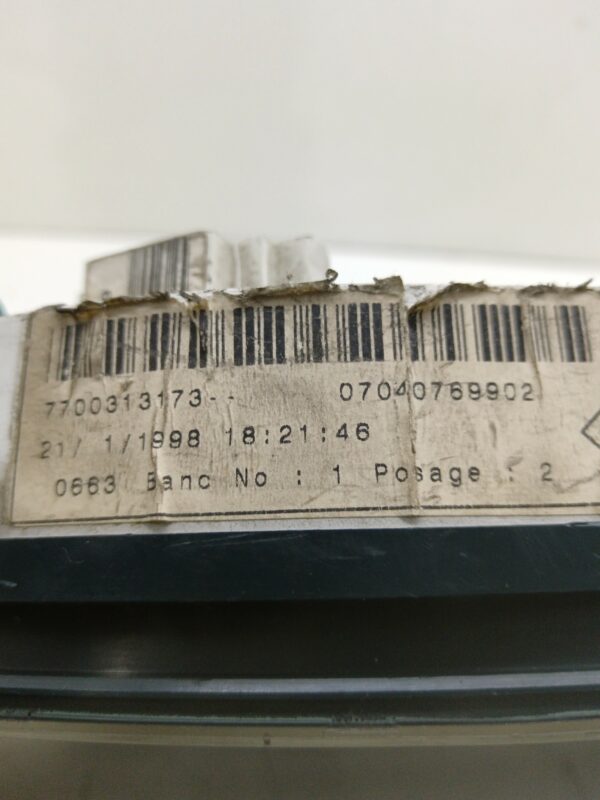 7700313173-- 07040769902
21/ 1/1998 18:21:46
0663 Banc No : 1 Posage : 2